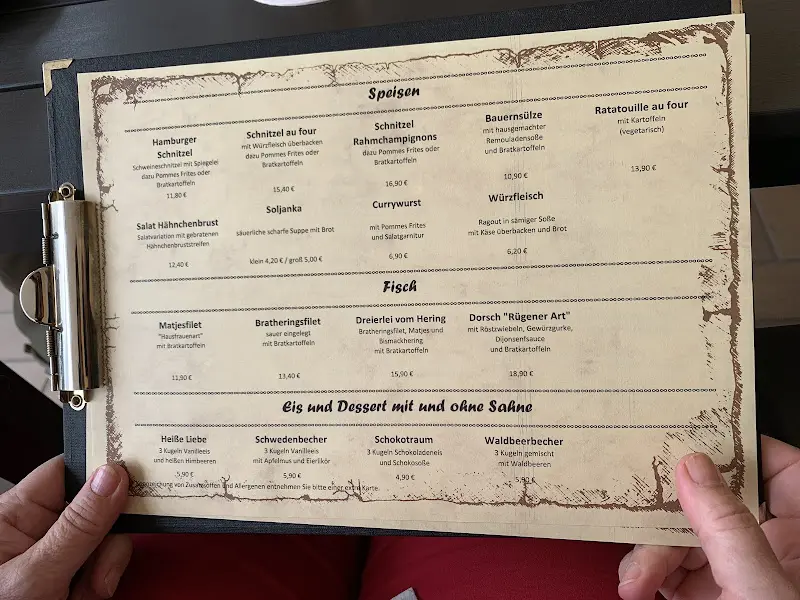 Speisen
Hamburger
Schnitzel
Schweineschnitzel mit Spiegelei
dazu Pommes Frites oder
Bratkartoffeln
11,80 €
Schnitzel au four
mit Würzfleisch überbacken
dazu Pommes Frites oder
Bratkartoffeln
15,40 €
Schnitzel
Rahmchampignons
dazu Pommes Frites oder
Bratkartoffeln
16,90 €
Bauernsülze
mit hausgemachter
Remouladensoße
und Bratkartoffeln
10,90 €
Ratatouille au four
mit Kartoffeln
(vegetarisch)
13,90 €
Salat Hähnchenbrust
Salatvariation mit gebratenen
Hähnchenbruststreifen
12,40 €
Soljanka
säuerliche scharfe Suppe mit Brot
klein 4,20 € / groß 5,00 €
Currywurst
mit Pommes Frites
und Salatgarnitur
6,90 €
Würzfleisch
Ragout in sämiger Soße
mit Käse überbacken und Brot
6,20 €
Fisch
Matjesfilet
"Hausfrauenart"
mit Bratkartoffeln
11,90 €
Bratheringsfilet
sauer eingelegt
mit Bratkartoffeln
13,40 €
Dreierlei vom Hering
Bratheringsfilet, Matjes und
Bismackhering
mit Bratkartoffeln
15,90 €
Dorsch "Rügener Art"
mit Röstzwiebeln, Gewürzgurke,
Dijonsenfsauce
und Bratkartoffeln
18,90 €
Eis und Dessert mit und ohne Sahne
Heiße Liebe
3 Kugeln Vanilleeis
und heißen Himbeeren
5,90 €
Schwedenbecher
3 Kugeln Vanilleeis
mit Apfelmus und Eierlikör
5,90 €
Schokotraum
3 Kugeln Schokoladeneis
und Schokosoße
4,90 €
Waldbeerbecher
3 Kugeln gemischt
mit Waldbeeren
5,90 €
von Zusatzstoffen und Allergenen entnehmen Sie bitte einer extra Karte.